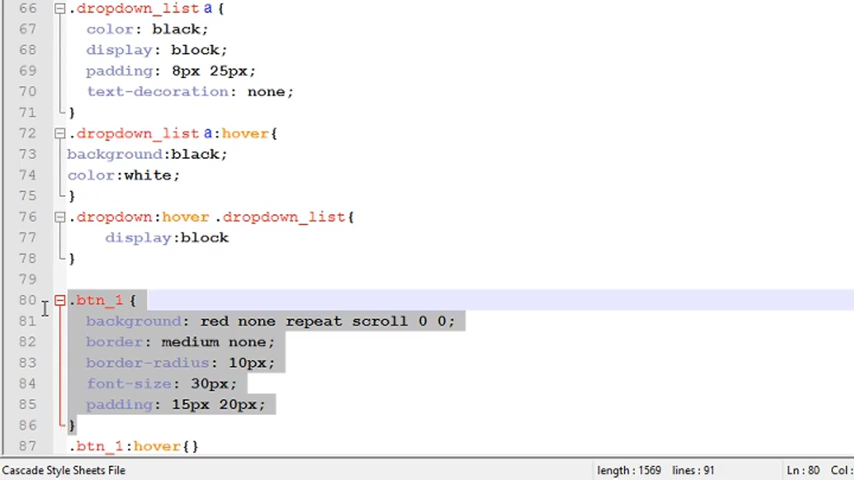 66 .dropdown_list a {
67 color: black;
68 display: block;
69 padding: 8px 25px;
70 text-decoration: none;
71 }
72 .dropdown_list a:hover{
73 background:black;
74 color:white;
75 }
76 .dropdown:hover .dropdown_list{
77 display:block
78 }
79
80 .btn_1 {
81 background: red none repeat scroll 0 0;
82 border: medium none;
83 border-radius: 10px;
84 font-size: 30px;
85 padding: 15px 20px;
86 }
87 .btn_1:hover{}
Cascade Style Sheets File length : 1569 lines : 91 Ln : 80 Col :